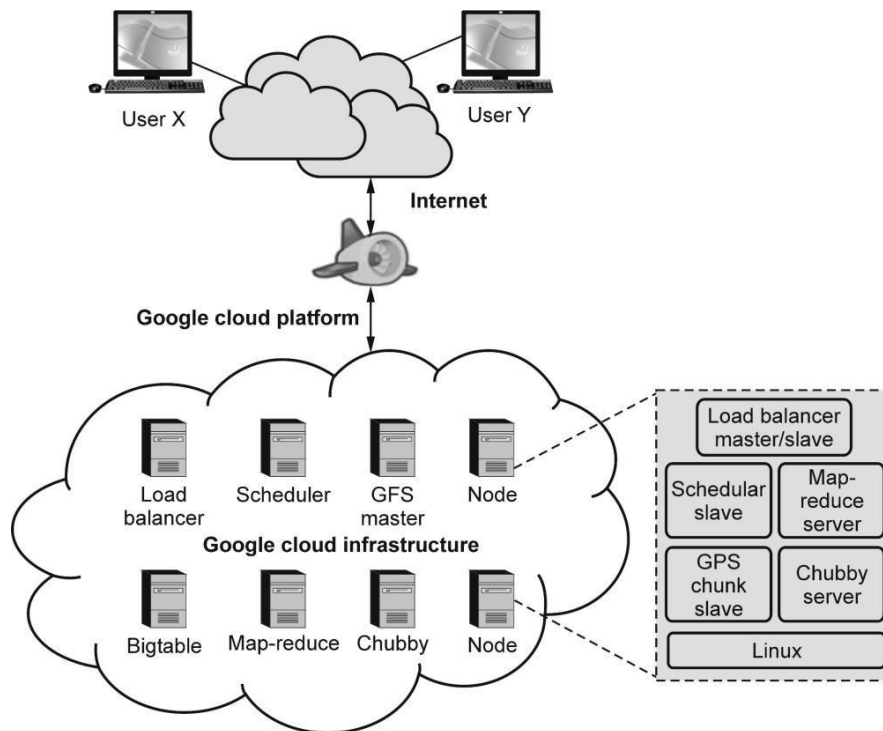 User X
User Y
Internet
Google cloud platform
Load
balancer
Scheduler
GFS
master
Node
Google cloud infrastructure
Bigtable
Map-reduce
Chubby
Node
Load balancer
master/slave
Schedular
slave
Map-
reduce
server
GPS
chunk
slave
Chubby
server
Linux